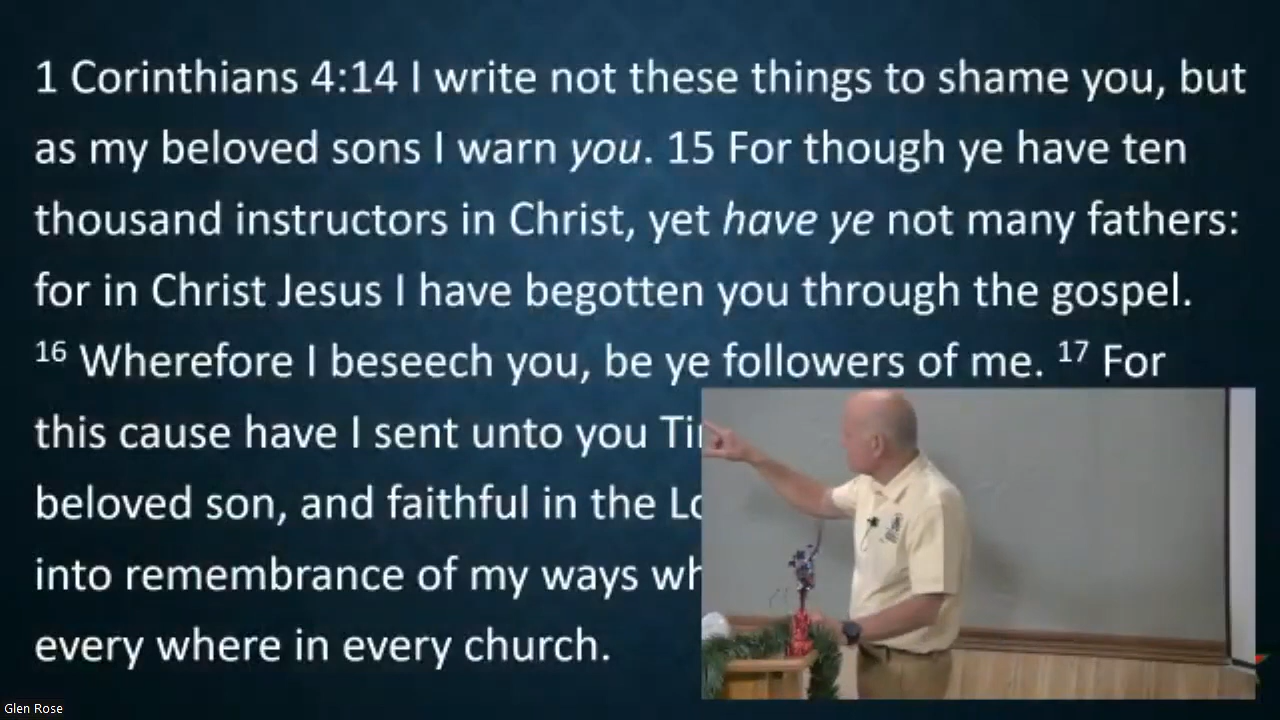 1 Corinthians 4:14 I write not these things to shame you, but
as my beloved sons I warn you. 15 For though ye have ten
thousand instructors in Christ, yet have ye not many fathers:
for in Christ Jesus I have begotten you through the gospel.
16 Wherefore I beseech you, be ye followers of me. 17 For
this cause have I sent unto you
beloved son, and faithful in the
into remembrance of my ways
every where in every church.
Glen Rose